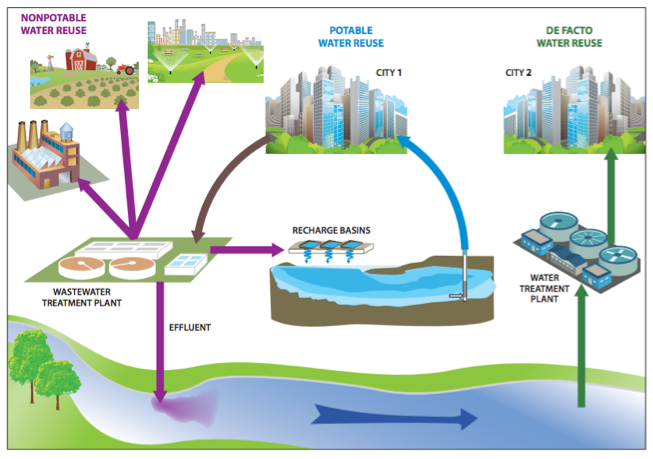 NONPOTABLE
WATER REUSE
POTABLE
WATER REUSE
DE FACTO
WATER REUSE
CITY 1
CITY 2
RECHARGE BASINS
WASTEWATER
TREATMENT PLANT
WATER
TREATMENT
PLANT
EFFLUENT